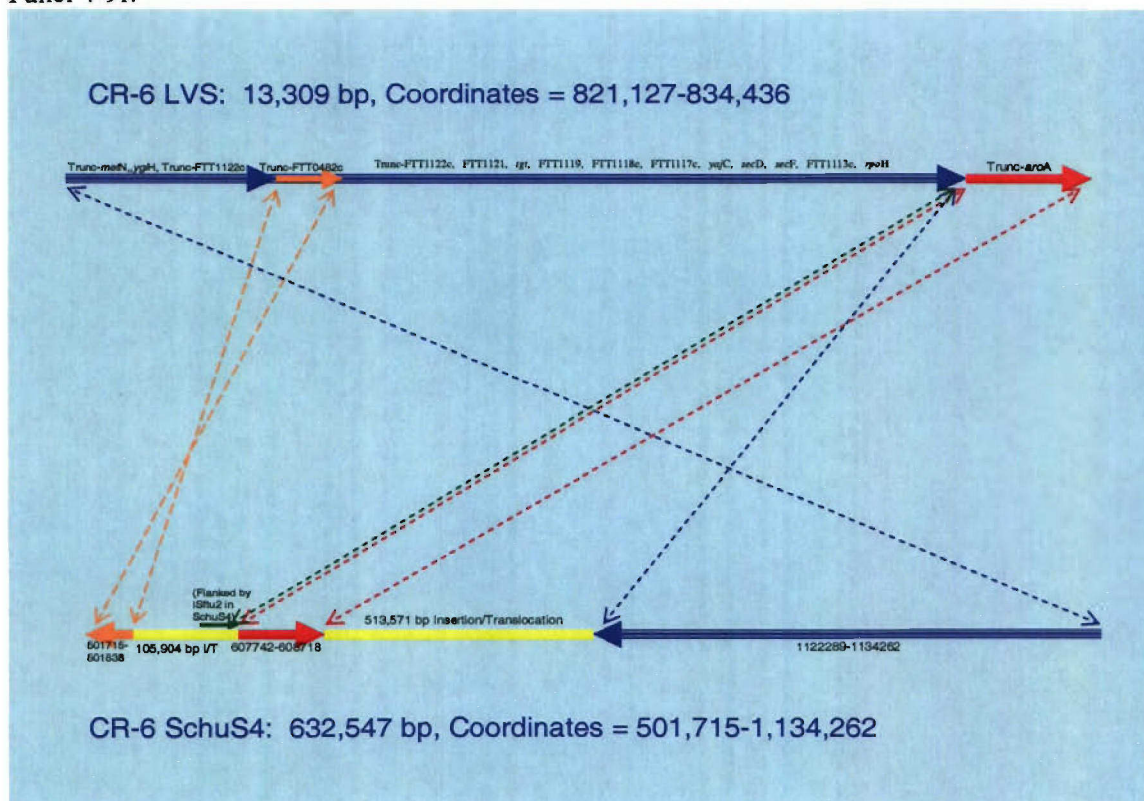 CR-6 LVS: 13,309 bp, Coordinates = 821,127-834,436
Trunc-metN, yglH, Trunc-FTT1122c Trunc-FTT0482c Trunc-FTT1122c, FTT1121, tgt, FTT1119, FTT1118c, FTT1117c, yajC, secD, secF, FTT1113c, rpoH Trunc-aroA
(Flanked by
ISftu2 in
SchuS4)
513,571 bp Insertion/Translocation
501715-
501838
105,904 bp I/T 607742-608718 1122289-1134262
CR-6 SchuS4: 632,547 bp, Coordinates = 501,715-1,134,262